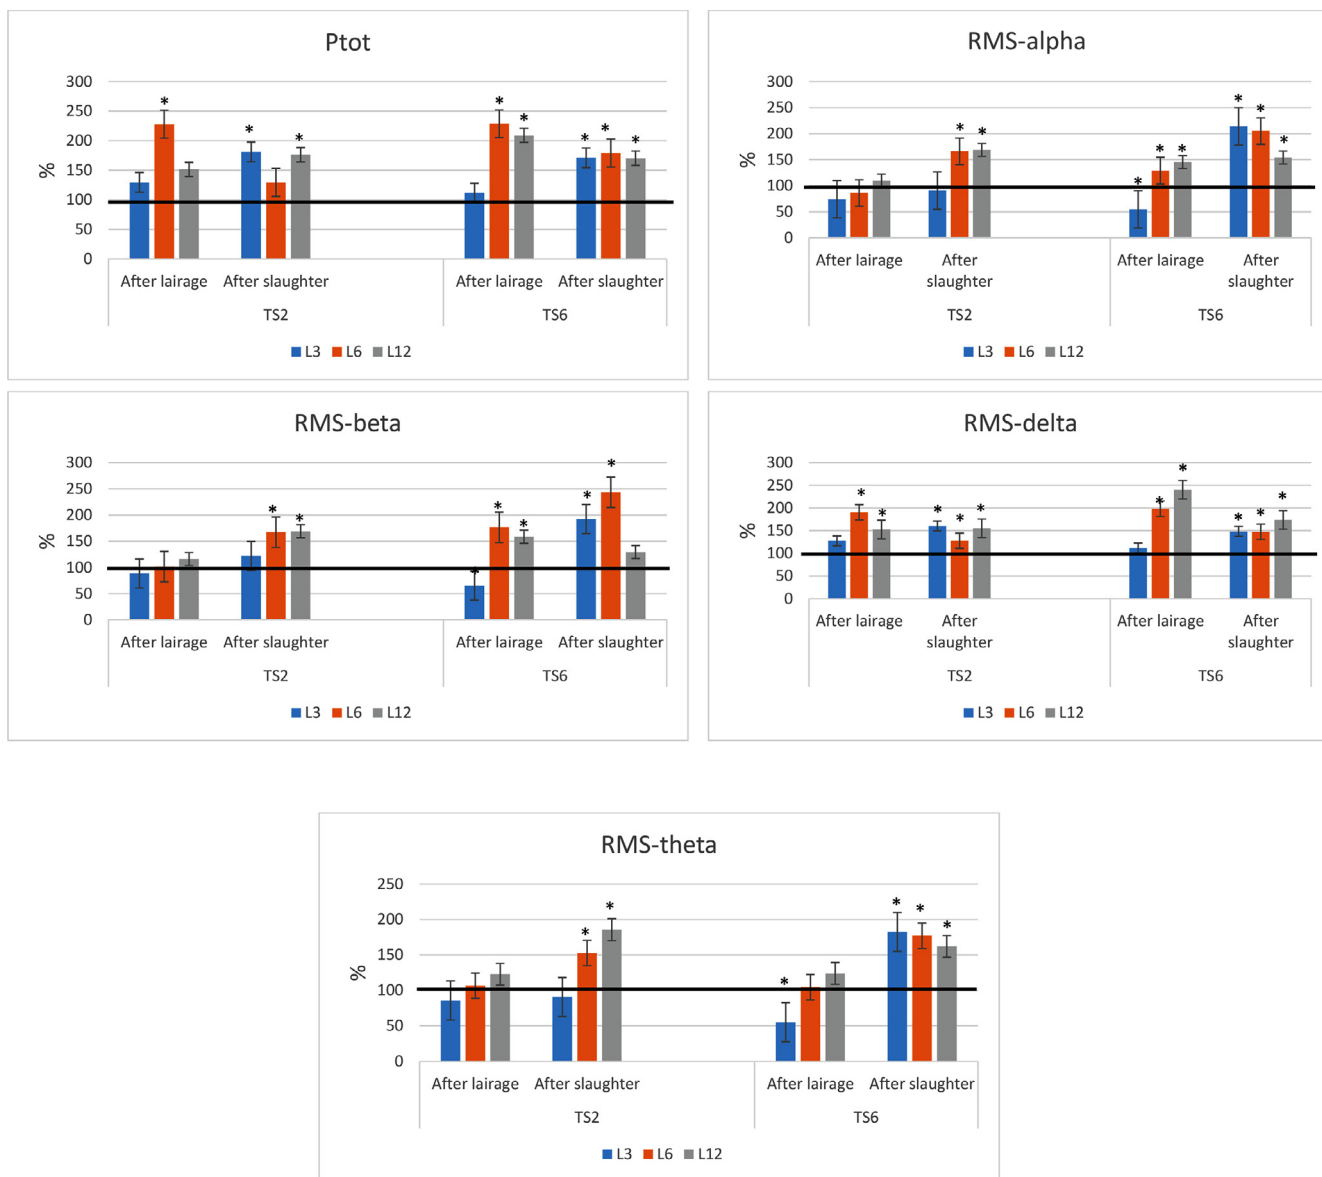 Ptot
300
250
200
150
100
50
0
%
* * * * * * * *
After lairage After slaughter After lairage After slaughter
TS2 TS6
L3 L6 L12
RMS-alpha
300
250
200
150
100
50
0
%
* * * * * * * *
After lairage After slaughter After lairage After slaughter
TS2 TS6
L3 L6 L12
RMS-beta
300
250
200
150
100
50
0
%
* * * * * * *
After lairage After slaughter After lairage After slaughter
TS2 TS6
L3 L6 L12
RMS-delta
300
250
200
150
100
50
0
%
* * * * * * * * * *
After lairage After slaughter After lairage After slaughter
TS2 TS6
L3 L6 L12
RMS-theta
250
200
150
100
50
0
%
* * * * * *
After lairage After slaughter After lairage After slaughter
TS2 TS6
L3 L6 L12